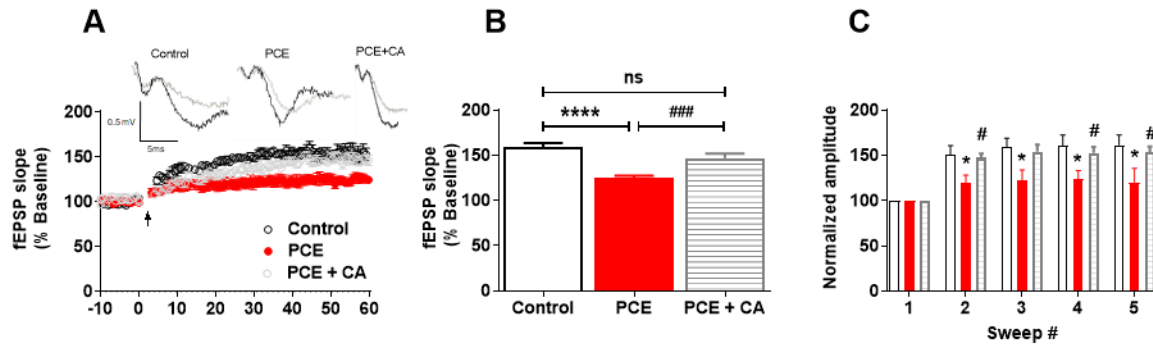 A
Control
PCE
PCE+CA
0.5 mV
5ms
fEPSP slope
(% Baseline)
200
150
100
50
0
-10 0 10 20 30 40 50 60
Control
PCE
PCE + CA
B
ns
**** ###
fEPSP slope
(% Baseline)
200
150
100
50
0
Control PCE PCE + CA
C
Normalized amplitude
200
150
100
50
0
# # #
* * * *
1 2 3 4 5
Sweep #